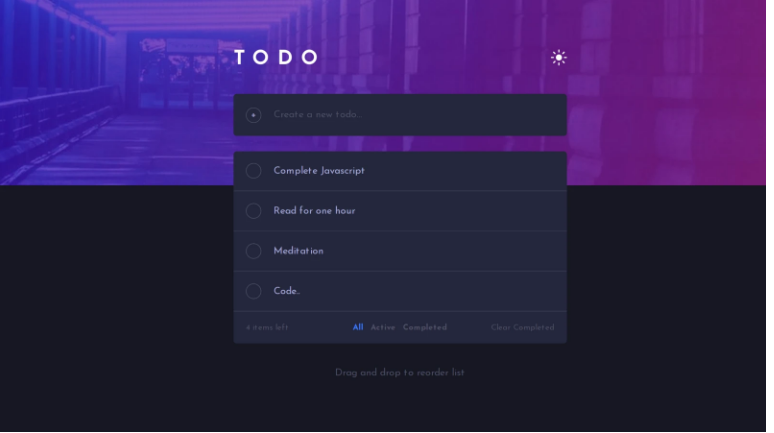 TODO
Create a new todo..
Complete Javascript
Read for one hour
Meditation
Code..
4 items left All Active Completed Clear Completed
Drag and drop to reorder list